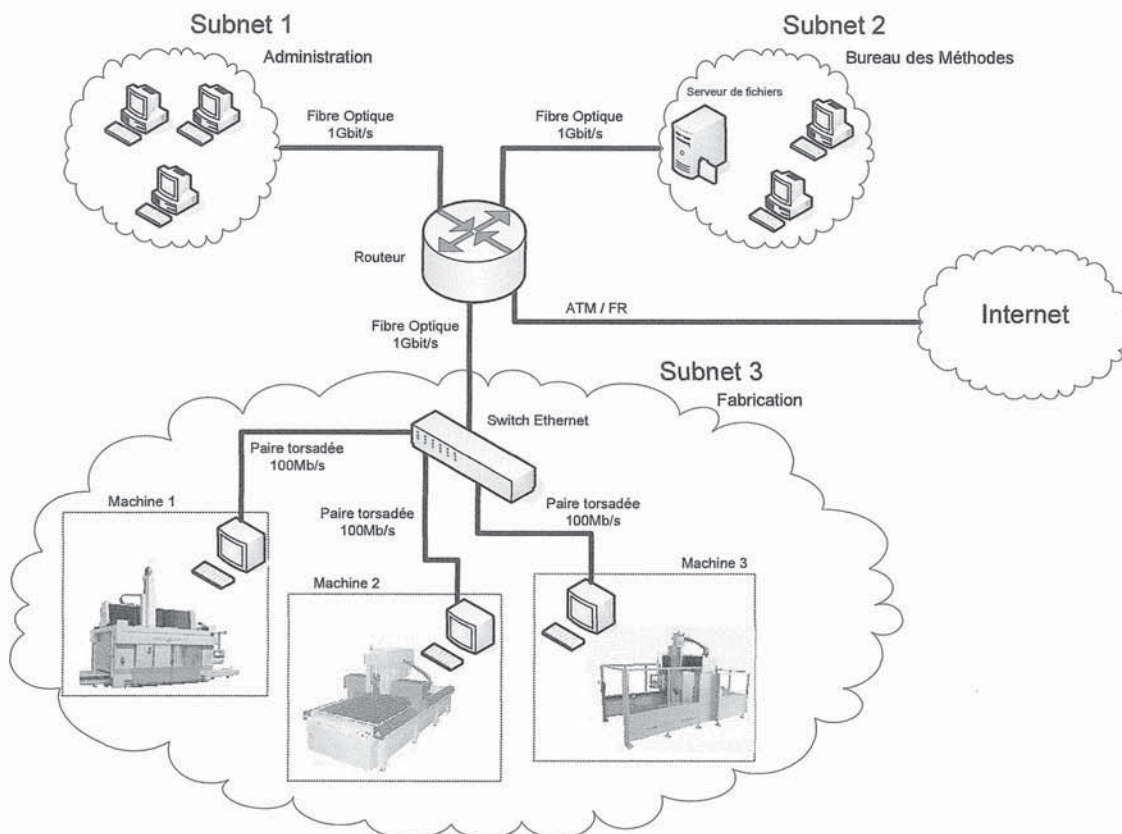 Subnet 1
Administration
Subnet 2
Bureau des Méthodes
Serveur de fichiers
Fibre Optique
1Gbit/s
Fibre Optique
1Gbit/s
Routeur
ATM / FR
Internet
Fibre Optique
1Gbit/s
Subnet 3
Fabrication
Switch Ethernet
Paire torsadée
100Mb/s
Machine 1
Paire torsadée
100Mb/s
Paire torsadée
100Mb/s
Machine 2
Machine 3